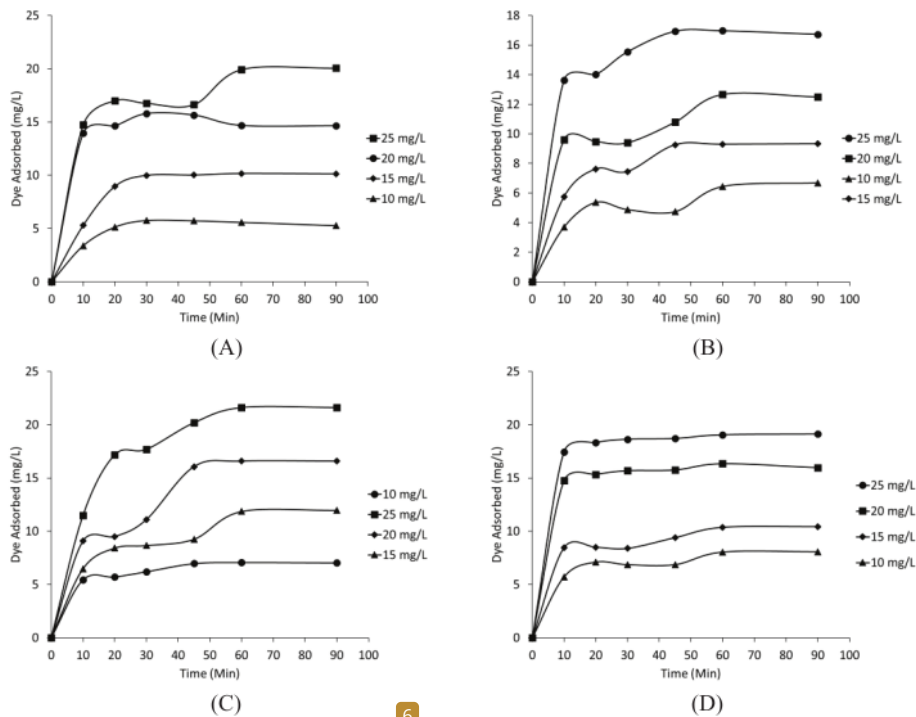 25
20
15
10
5
0
Dye Adsorbed (mg/L)
0 10 20 30 40 50 60 70 80 90 100
Time (Min)
25 mg/L
20 mg/L
15 mg/L
10 mg/L
(A)
18
16
14
12
10
8
6
4
2
0
Dye Adsorbed (mg/L)
0 10 20 30 40 50 60 70 80 90 100
Time (min)
25 mg/L
20 mg/L
10 mg/L
15 mg/L
(B)
25
20
15
10
5
0
Dye Adsorbed (mg/L)
0 10 20 30 40 50 60 70 80 90 100
Time (Min)
10 mg/L
25 mg/L
20 mg/L
15 mg/L
(C)
25
20
15
10
5
0
Dye Adsorbed (mg/L)
0 10 20 30 40 50 60 70 80 90 100
Time (Min)
25 mg/L
20 mg/L
15 mg/L
10 mg/L
(D)
6